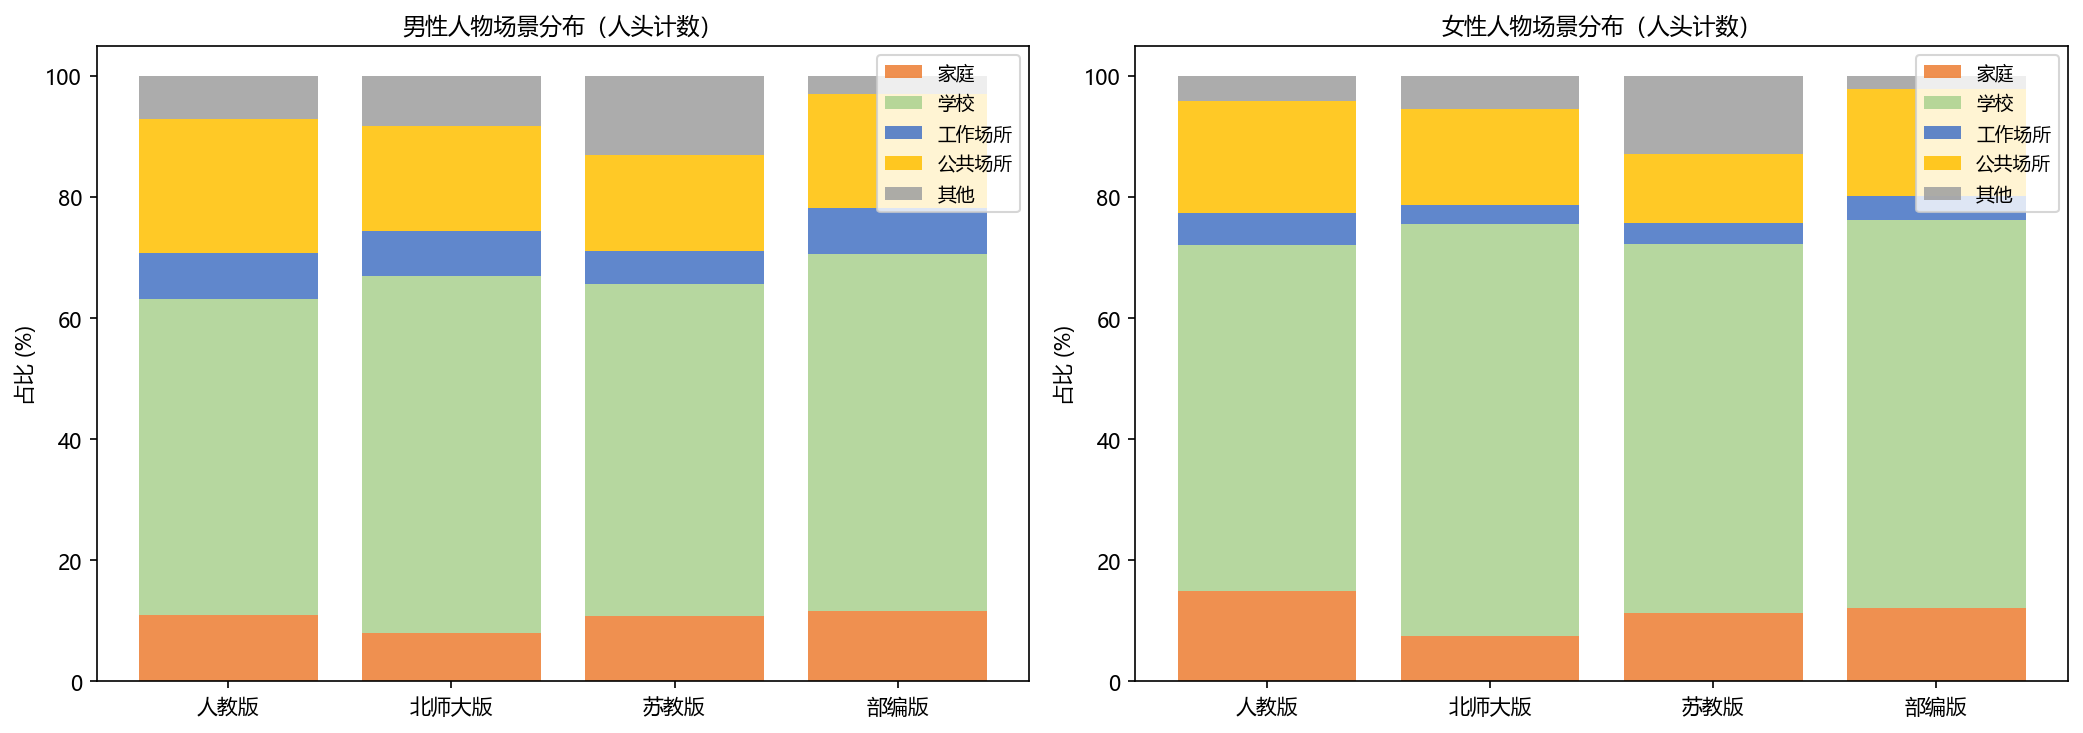 男性人物场景分布（人头计数）
占比 (%)
100
80
60
40
20
0
人教版
北师大版
苏教版
部编版
家庭
学校
工作场所
公共场所
其他
女性人物场景分布（人头计数）
占比 (%)
100
80
60
40
20
0
人教版
北师大版
苏教版
部编版
家庭
学校
工作场所
公共场所
其他